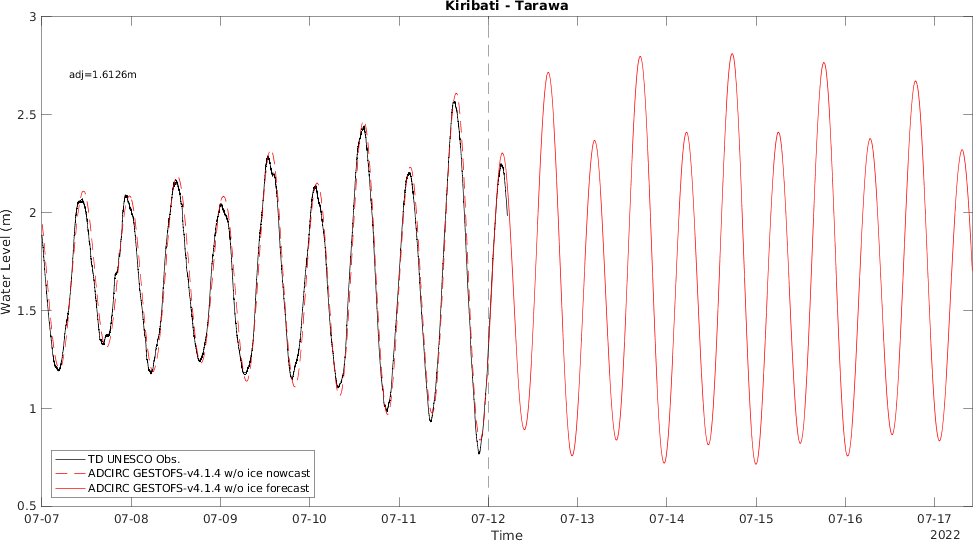 Kiribati - Tarawa
3
adj=1.6126m
2.5
2
Water Level (m)
1.5
1
TD UNESCO Obs.
ADCIRC GESTOFS-v4.1.4 w/o ice nowcast
ADCIRC GESTOFS-v4.1.4 w/o ice forecast
0.5
07-07 07-08 07-09 07-10 07-11 07-12 07-13 07-14 07-15 07-16 07-17
Time
2022